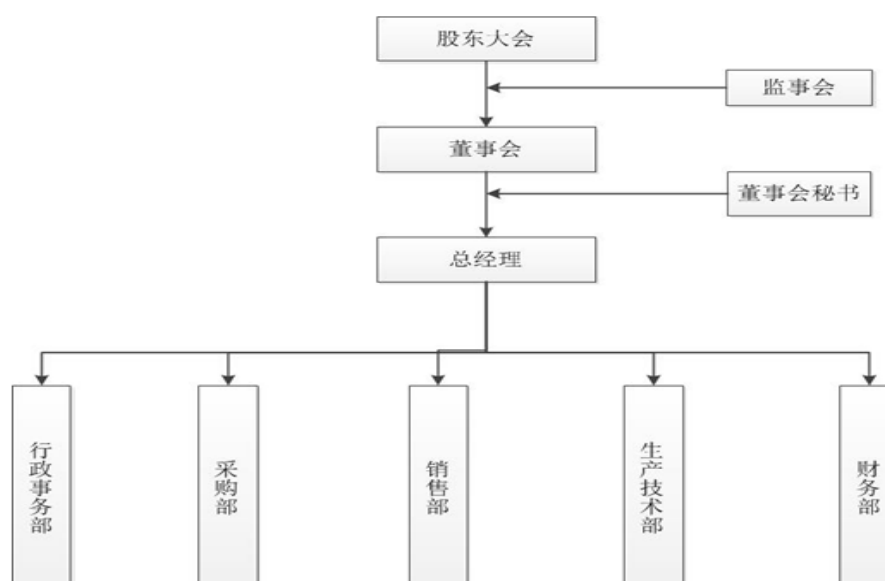 股东大会
监事会
董事会
董事会秘书
总经理
行政事务部
采购部
销售部
生产技术部
财务部